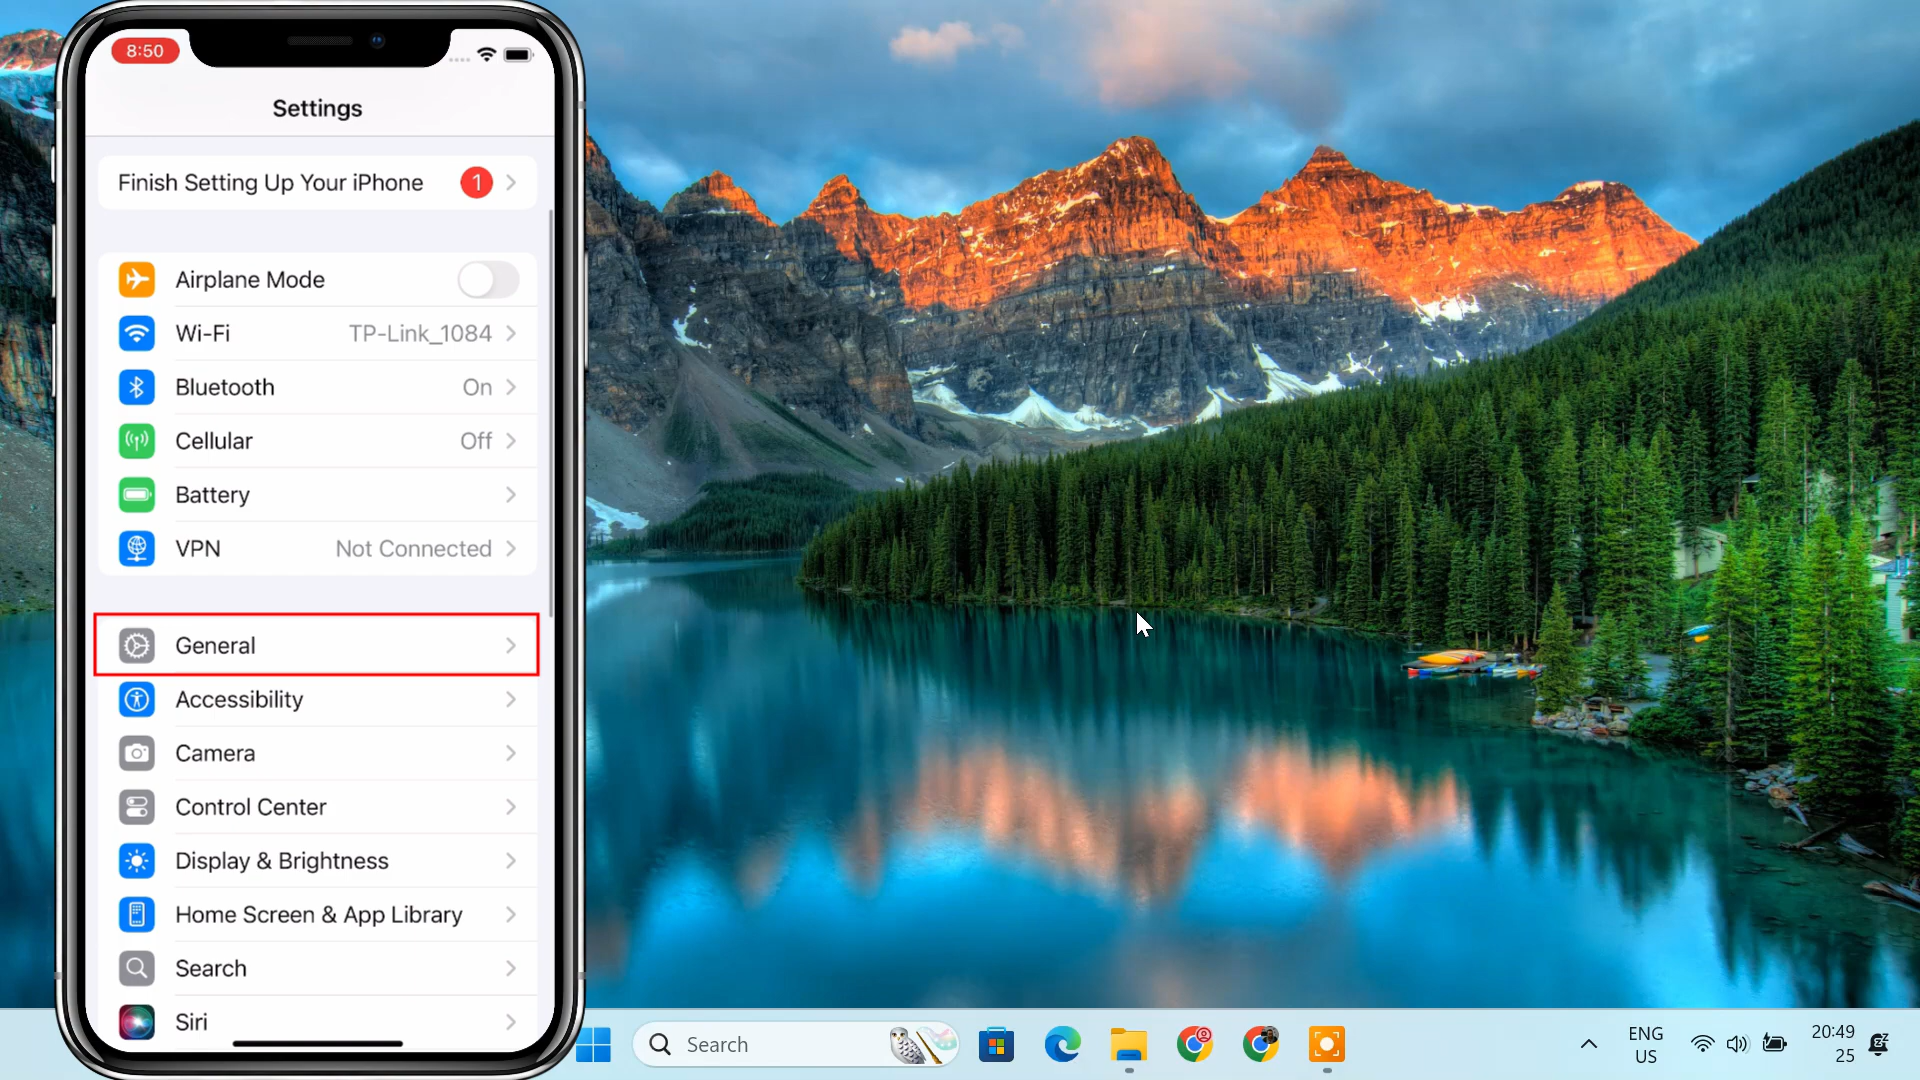 8:50
Settings
Finish Setting Up Your iPhone 1
Airplane Mode
Wi-Fi TP-Link_1084
Bluetooth On
Cellular Off
Battery
VPN Not Connected
General
Accessibility
Camera
Control Center
Display & Brightness
Home Screen & App Library
Search
Siri
Search
ENG
US
20:49
25